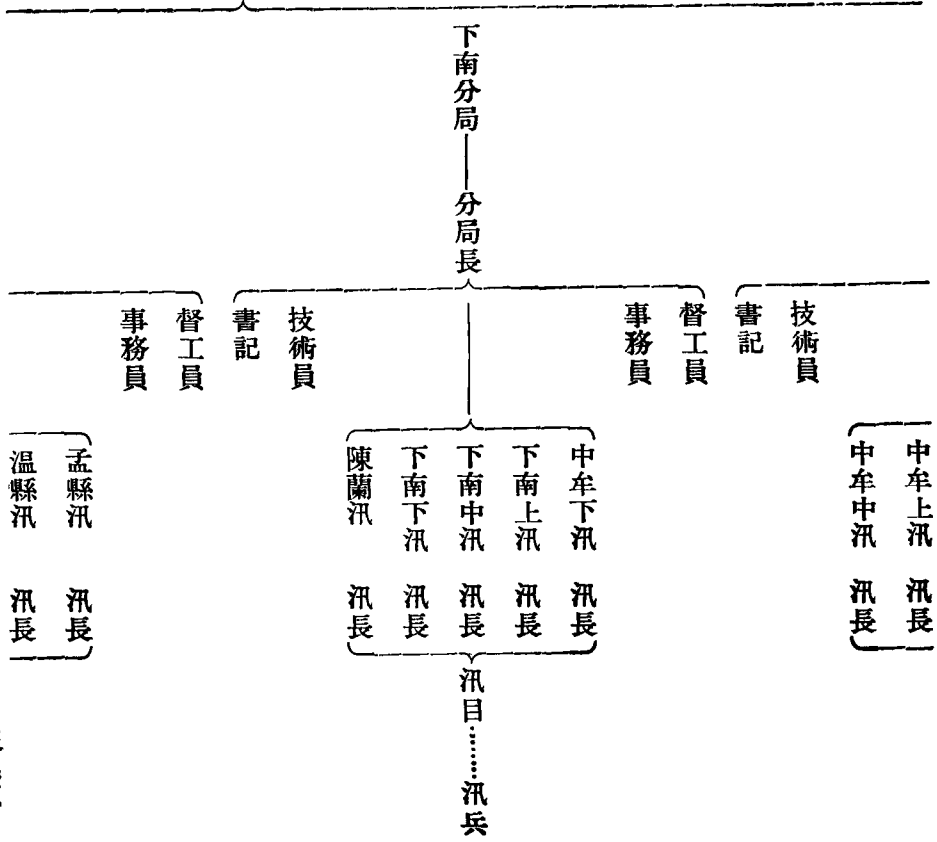 技術員
書記
中牟上汛　汛長
中牟中汛　汛長
下南分局——分局長
督工員
事務員
中牟下汛　汛長
下南上汛　汛長
下南中汛　汛長
下南下汛　汛長
陳蘭汛　汛長
汛目………汛兵
技術員
書記
督工員
事務員
孟縣汛　汛長
溫縣汛　汛長